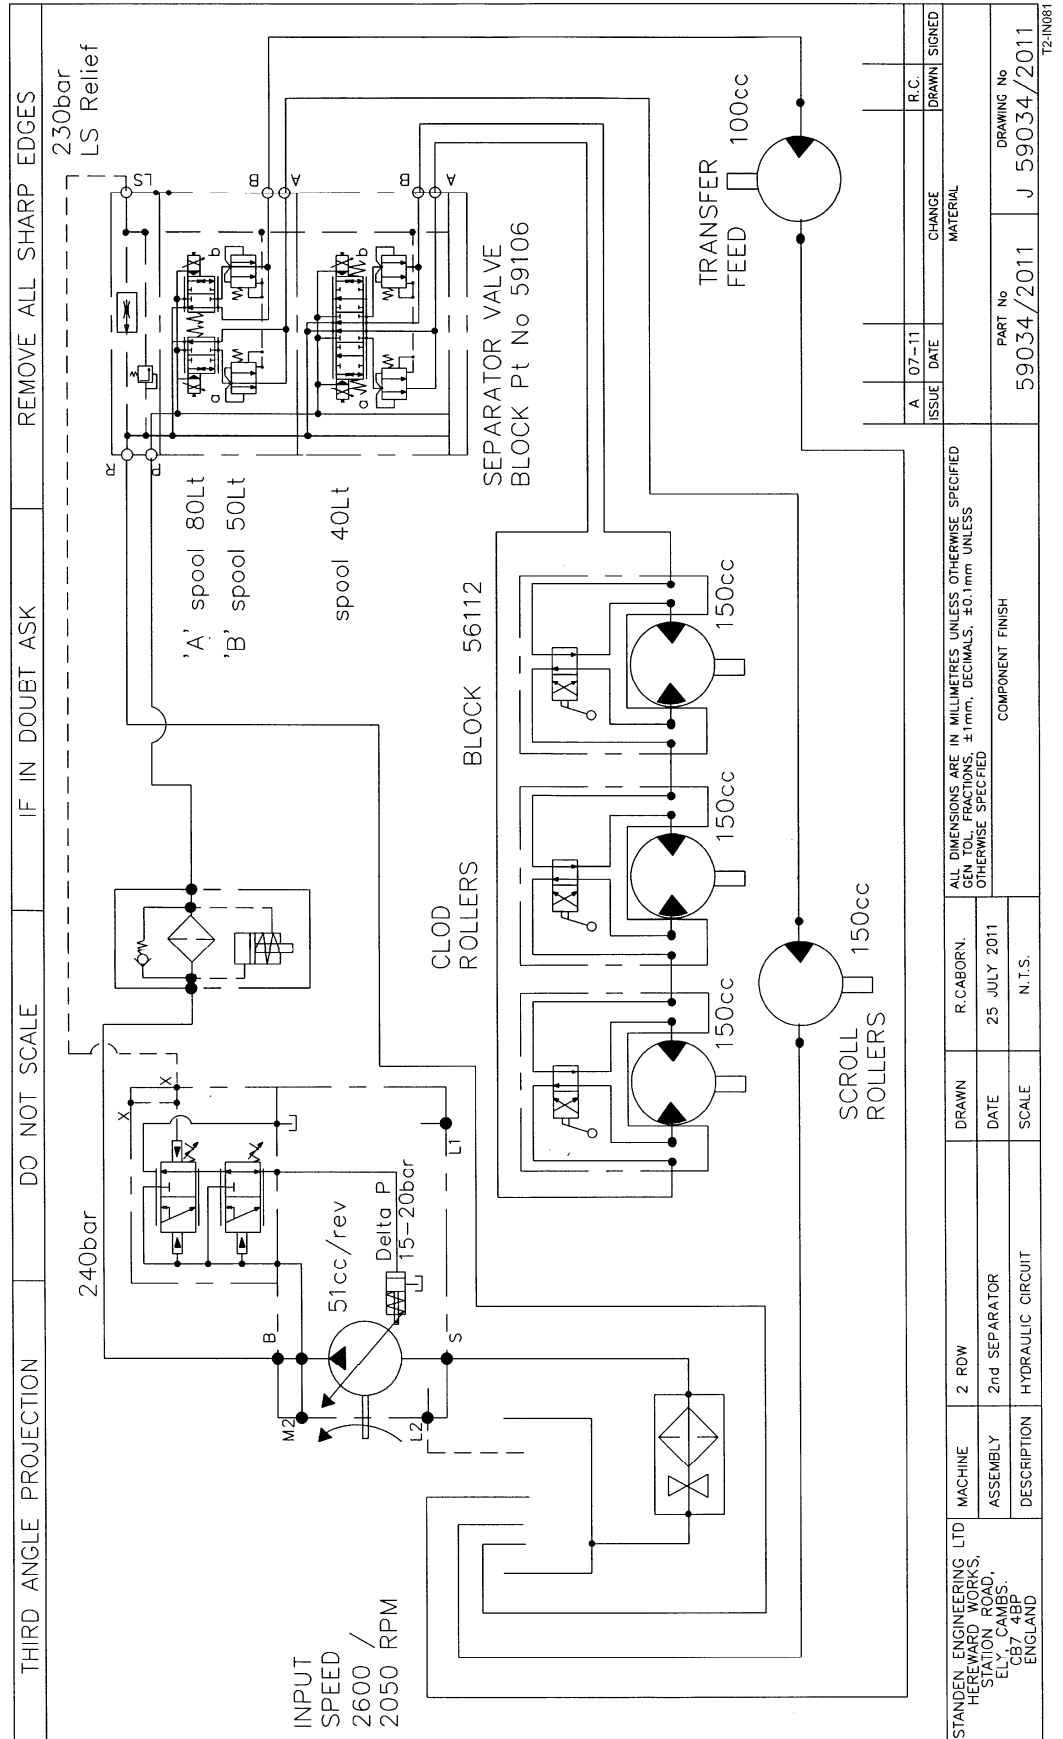 THIRD ANGLE PROJECTION
DO NOT SCALE
IF IN DOUBT ASK
REMOVE ALL SHARP EDGES
230bar
LS Relief
240bar
X
X
L1
B
S
M2
L2
51cc/rev
Delta P
15-20bar
INPUT
SPEED
2600 /
2050 RPM
R
P
LS
B
A
B
A
a
b
a
b
'A' spool 80Lt
'B' spool 50Lt
spool 40Lt
SEPARATOR VALVE
BLOCK Pt No 59106
CLOD
ROLLERS
BLOCK 56112
150cc
150cc
150cc
SCROLL
ROLLERS
150cc
TRANSFER
FEED
100cc
STANDEN ENGINEERING LTD
HEREWARD WORKS,
STATION ROAD,
ELY, CAMBS.
CB7 4BP
ENGLAND
MACHINE
2 ROW
ASSEMBLY
2nd SEPARATOR
DESCRIPTION
HYDRAULIC CIRCUIT
DRAWN
R.CABORN.
DATE
25 JULY 2011
SCALE
N.T.S.
ALL DIMENSIONS ARE IN MILLIMETRES UNLESS OTHERWISE SPECIFIED
GEN TOL, FRACTIONS, ±1mm, DECIMALS, ±0.1mm UNLESS
OTHERWISE SPECFIED
COMPONENT FINISH
A
07-11
R.C.
ISSUE
DATE
CHANGE
DRAWN
SIGNED
MATERIAL
PART No
59034/2011
DRAWING No
J 59034/2011
T2-IN081